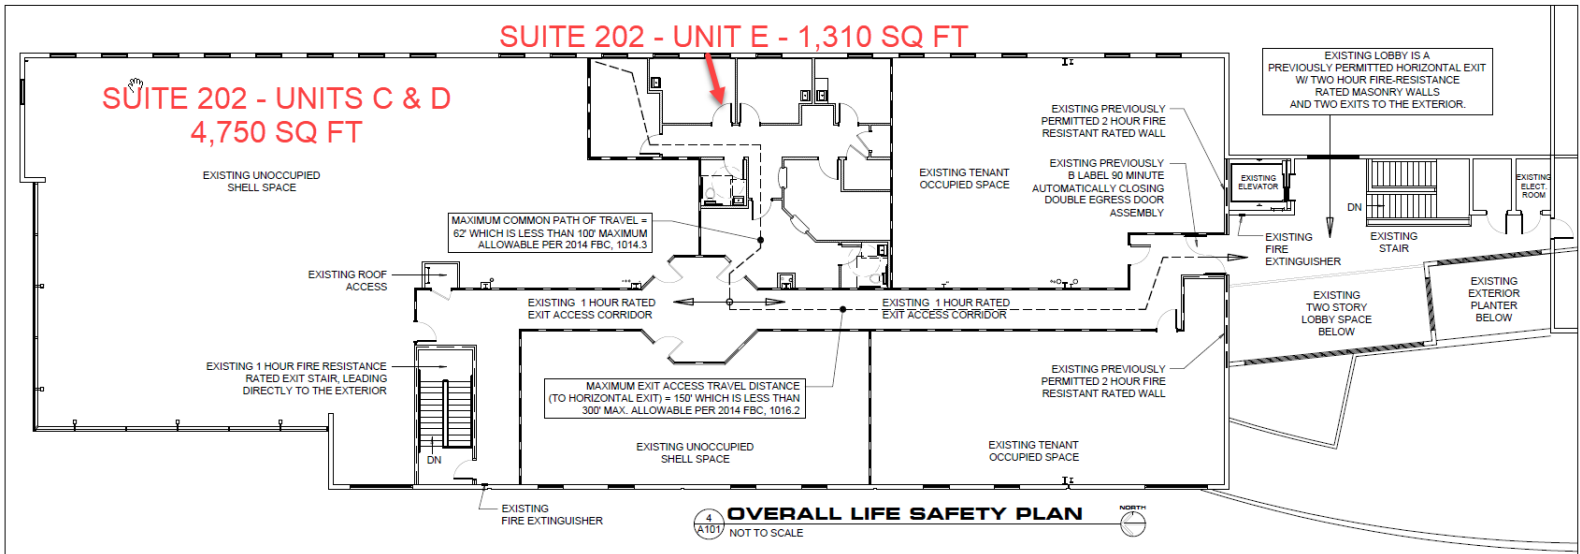 SUITE 202 - UNIT E - 1,310 SQ FT
SUITE 202 - UNITS C & D
4,750 SQ FT
EXISTING UNOCCUPIED
SHELL SPACE
EXISTING LOBBY IS A
PREVIOUSLY PERMITTED HORIZONTAL EXIT
W/ TWO HOUR FIRE-RESISTANCE
RATED MASONRY WALLS
AND TWO EXITS TO THE EXTERIOR.
EXISTING PREVIOUSLY
PERMITTED 2 HOUR FIRE
RESISTANT RATED WALL
EXISTING PREVIOUSLY
B LABEL 90 MINUTE
AUTOMATICALLY CLOSING
DOUBLE EGRESS DOOR
ASSEMBLY
EXISTING TENANT
OCCUPIED SPACE
EXISTING
ELEVATOR
EXISTING
ELECT.
ROOM
DN
EXISTING
STAIR
EXISTING
FIRE
EXTINGUISHER
MAXIMUM COMMON PATH OF TRAVEL =
62' WHICH IS LESS THAN 100' MAXIMUM
ALLOWABLE PER 2014 FBC, 1014.3
EXISTING ROOF
ACCESS
EXISTING 1 HOUR RATED
EXIT ACCESS CORRIDOR
EXISTING 1 HOUR RATED
EXIT ACCESS CORRIDOR
EXISTING
TWO STORY
LOBBY SPACE
BELOW
EXISTING
EXTERIOR
PLANTER
BELOW
EXISTING 1 HOUR FIRE RESISTANCE
RATED EXIT STAIR, LEADING
DIRECTLY TO THE EXTERIOR
MAXIMUM EXIT ACCESS TRAVEL DISTANCE
(TO HORIZONTAL EXIT) = 150' WHICH IS LESS THAN
300' MAX. ALLOWABLE PER 2014 FBC, 1016.2
EXISTING PREVIOUSLY
PERMITTED 2 HOUR FIRE
RESISTANT RATED WALL
DN
EXISTING UNOCCUPIED
SHELL SPACE
EXISTING TENANT
OCCUPIED SPACE
EXISTING
FIRE EXTINGUISHER
4
A101
OVERALL LIFE SAFETY PLAN
NOT TO SCALE
NORTH